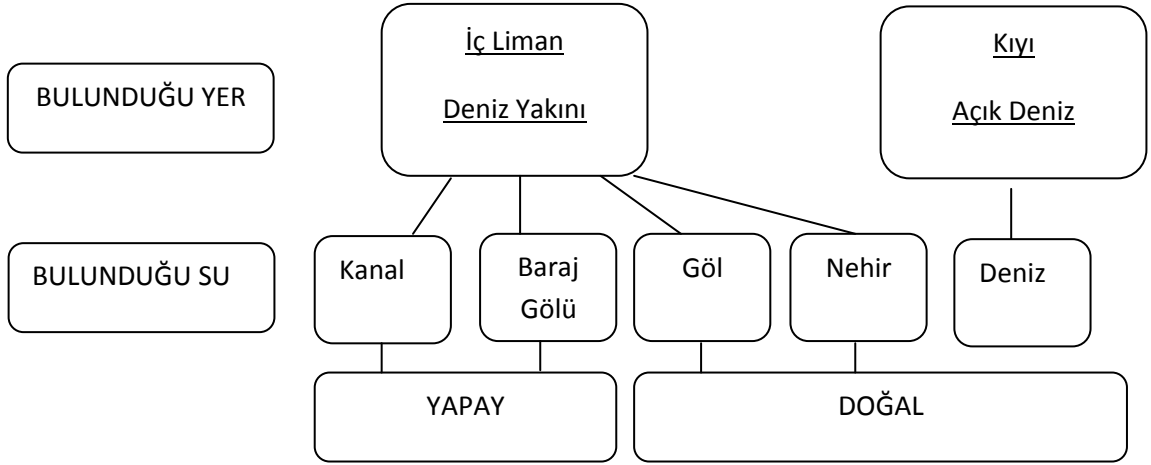 BULUNDUĞU YER
İç Liman
Deniz Yakını
Kıyı
Açık Deniz
BULUNDUĞU SU
Kanal
Baraj
Gölü
Göl
Nehir
Deniz
YAPAY
DOĞAL